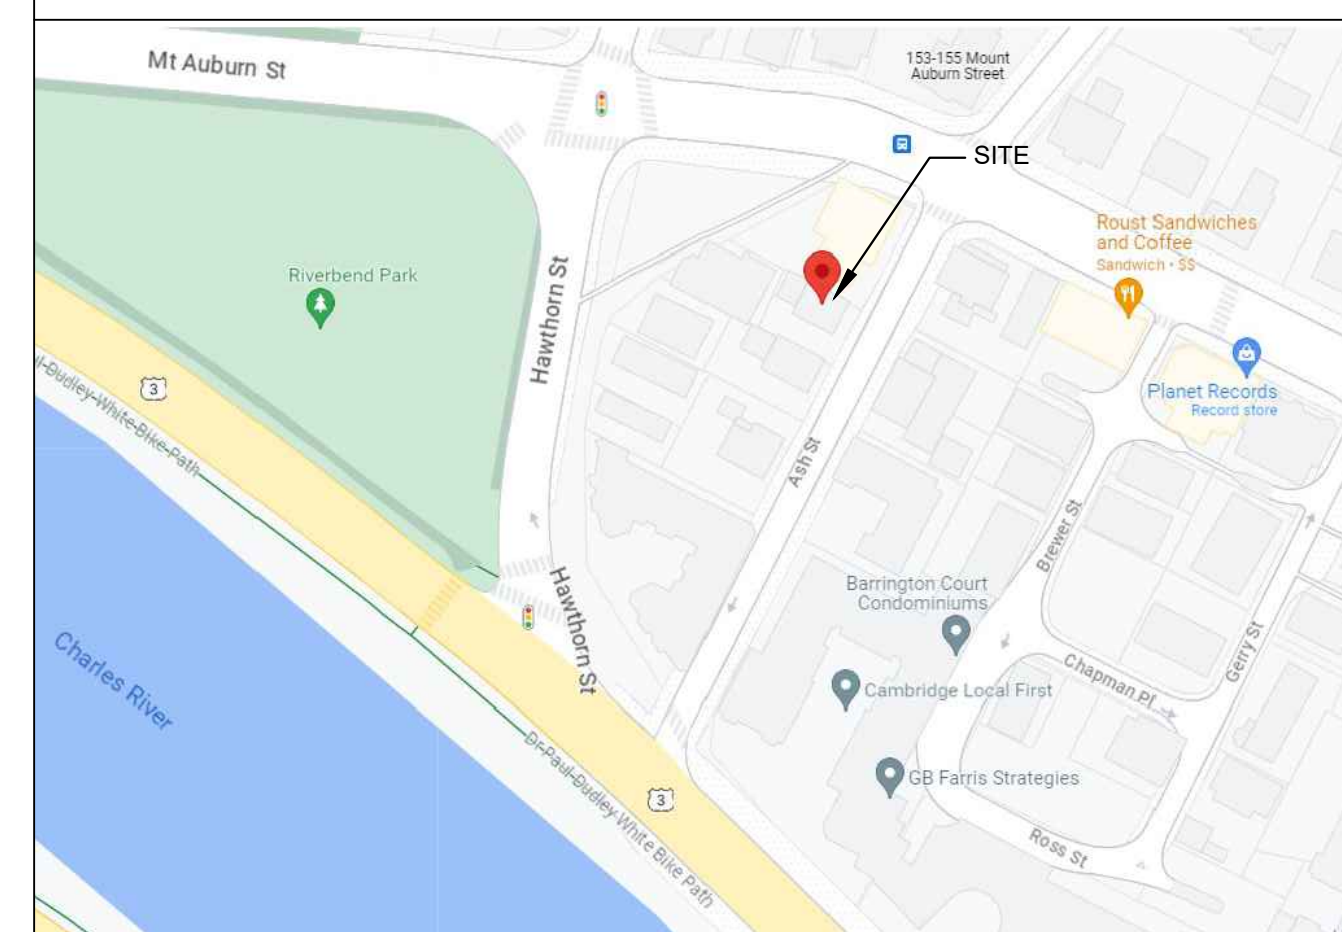 Mt Auburn St
153-155 Mount
Auburn Street
SITE
Roust Sandwiches
and Coffee
Sandwich • $$
Riverbend Park
Hawthorn St
3
Planet Records
Record store
Dudley-White-Bike-Path
Ash St
Brewer St
Barrington Court
Condominiums
Hawthorn St
Charles River
Cambridge Local First
Chapman Pl
Gerry St
Dr-Paul-Dudley-White Bike Path
GB Farris Strategies
3
Ross St